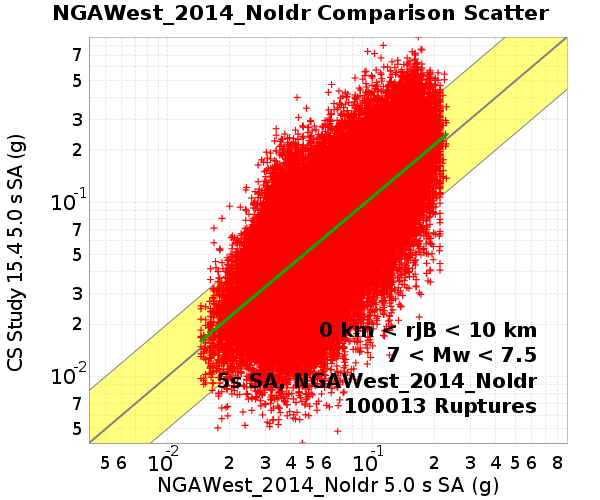 NGAWest_2014_NoIdr Comparison Scatter
CS Study 15.4 5.0 s SA (g)
7
5
3
2
10⁻¹
7
5
3
2
10⁻²
7
5
0 km < rJB < 10 km
7 < Mw < 7.5
5s SA, NGAWest_2014_NoIdr
100013 Ruptures
5 6 10⁻² 2 3 4 5 6 10⁻¹ 2 3 4 5 6 8
NGAWest_2014_NoIdr 5.0 s SA (g)